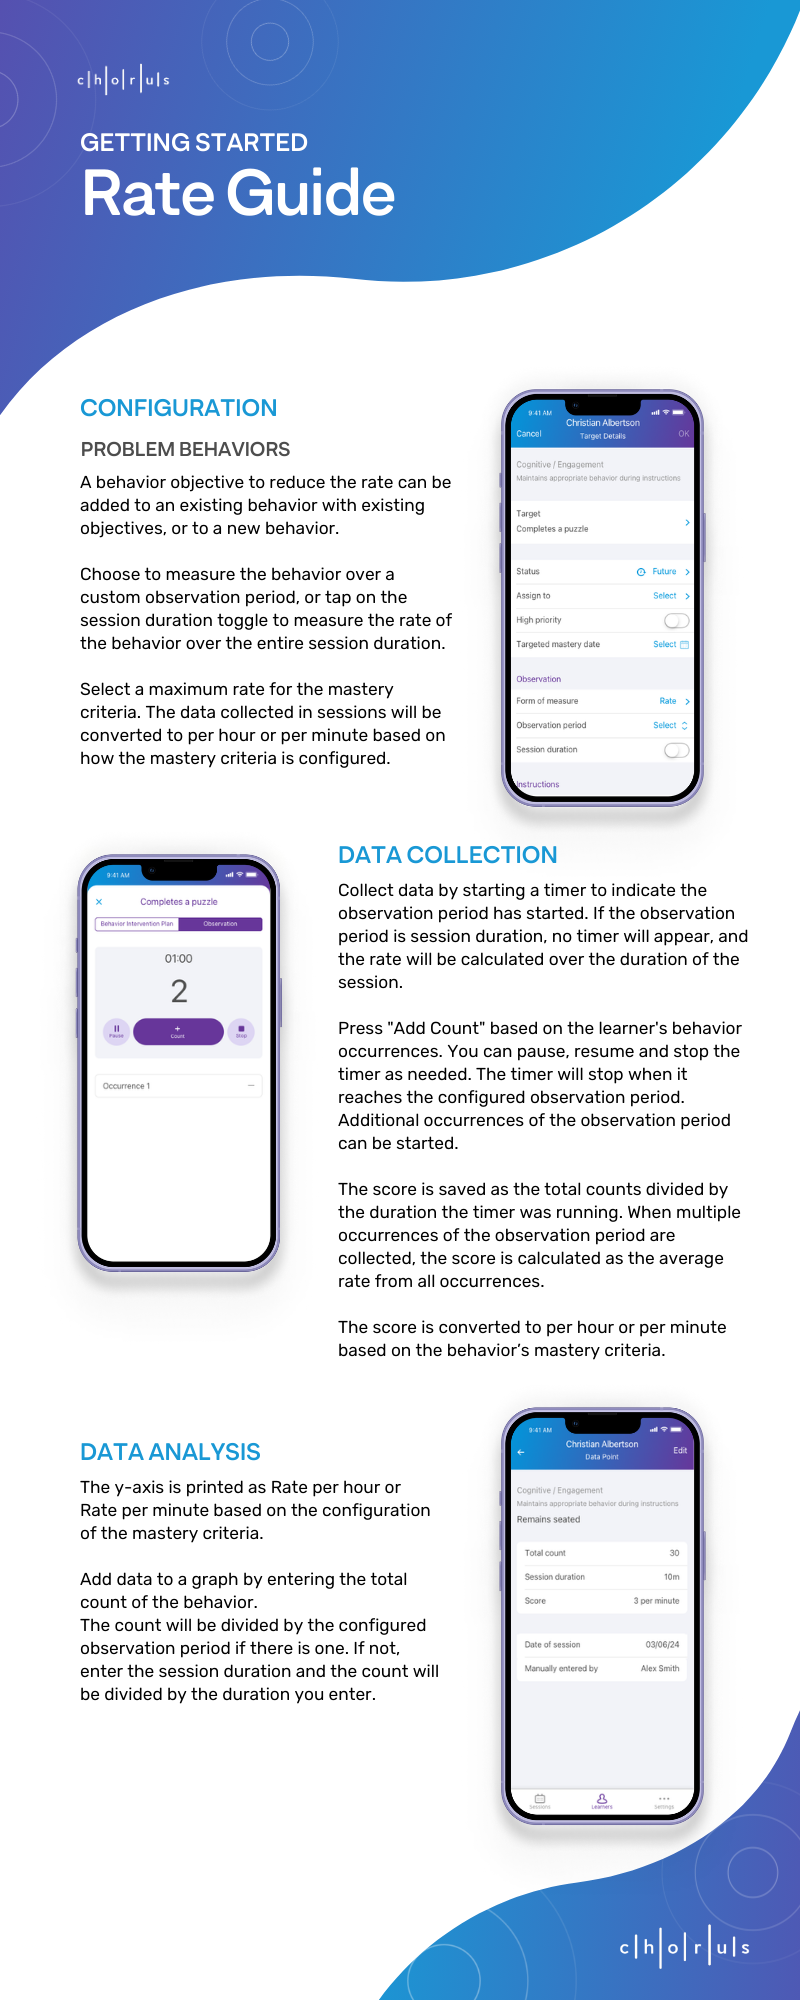 c|h|o|r|u|s
GETTING STARTED
Rate Guide
CONFIGURATION
PROBLEM BEHAVIORS
A behavior objective to reduce the rate can be
added to an existing behavior with existing
objectives, or to a new behavior.
Choose to measure the behavior over a
custom observation period, or tap on the
session duration toggle to measure the rate of
the behavior over the entire session duration.
Select a maximum rate for the mastery
criteria. The data collected in sessions will be
converted to per hour or per minute based on
how the mastery criteria is configured.
9:41 AM
Christian Albertson
Cancel
Target Details
OK
Cognitive / Engagement
Maintains appropriate behavior during instructions
Target
Completes a puzzle
Status Future
Assign to Select
High priority
Targeted mastery date Select
Observation
Form of measure Rate
Observation period Select
Session duration
Instructions
9:41 AM
Completes a puzzle
Behavior Intervention Plan Observation
01:00
2
Pause
+
Count
Stop
Occurrence 1
DATA COLLECTION
Collect data by starting a timer to indicate the
observation period has started. If the observation
period is session duration, no timer will appear, and
the rate will be calculated over the duration of the
session.
Press "Add Count" based on the learner's behavior
occurrences. You can pause, resume and stop the
timer as needed. The timer will stop when it
reaches the configured observation period.
Additional occurrences of the observation period
can be started.
The score is saved as the total counts divided by
the duration the timer was running. When multiple
occurrences of the observation period are
collected, the score is calculated as the average
rate from all occurrences.
The score is converted to per hour or per minute
based on the behavior’s mastery criteria.
DATA ANALYSIS
The y-axis is printed as Rate per hour or
Rate per minute based on the configuration
of the mastery criteria.
Add data to a graph by entering the total
count of the behavior.
The count will be divided by the configured
observation period if there is one. If not,
enter the session duration and the count will
be divided by the duration you enter.
9:41 AM
Christian Albertson
Data Point
Edit
Cognitive / Engagement
Maintains appropriate behavior during instructions
Remains seated
Total count 30
Session duration 10m
Score 3 per minute
Date of session 03/06/24
Manually entered by Alex Smith
Sessions Learners Settings
c|h|o|r|u|s